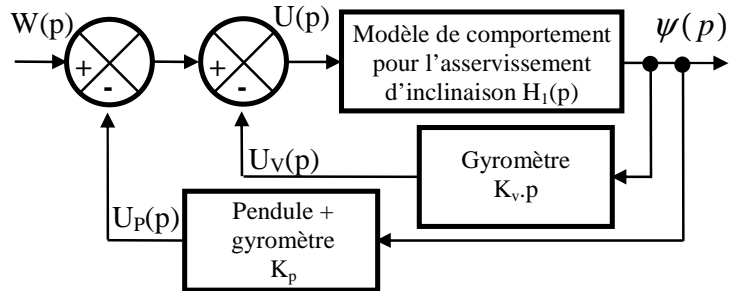 W(p)
U(p)
ψ(p)
+
-
+
-
Modèle de comportement
pour l'asservissement
d'inclinaison H₁(p)
U_V(p)
Gyromètre
K_v.p
U_P(p)
Pendule +
gyromètre
K_p